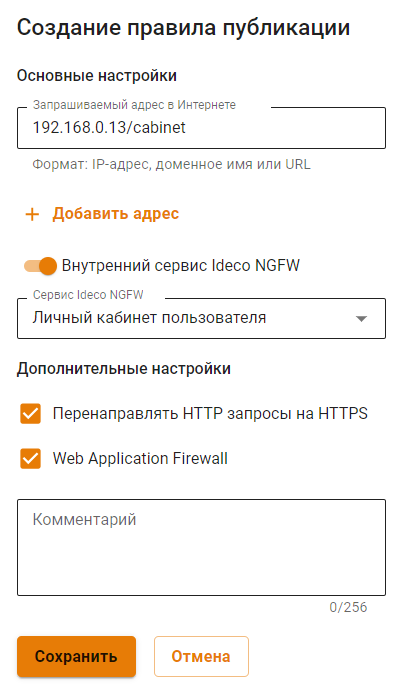 Создание правила публикации
Основные настройки
Запрашиваемый адрес в Интернете
192.168.0.13/cabinet
Формат: IP-адрес, доменное имя или URL
+ Добавить адрес
Внутренний сервис Ideco NGFW
Сервис Ideco NGFW
Личный кабинет пользователя
Дополнительные настройки
Перенаправлять HTTP запросы на HTTPS
Web Application Firewall
Комментарий
0/256
Сохранить
Отмена